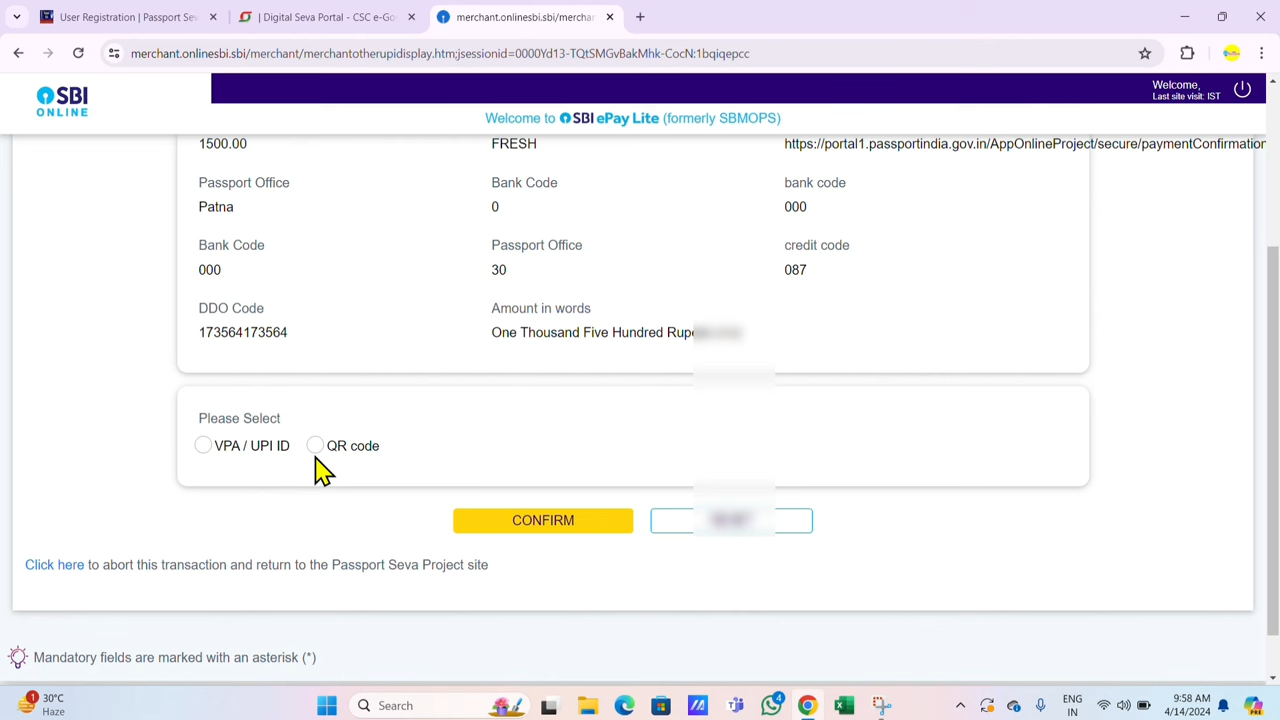 User Registration | Passport Se
| Digital Seva Portal - CSC e-Go
merchant.onlinesbi.sbi/merchar
merchant.onlinesbi.sbi/merchant/merchantotherupidisplay.htm;jsessionid=0000Yd13-TQtSMGvBakMhk-CocN:1bqiqepcc
SBI
ONLINE
Welcome,
Last site visit: IST
Welcome to SBI ePay Lite (formerly SBMOPS)
1500.00
FRESH
https://portal1.passportindia.gov.in/AppOnlineProject/secure/paymentConfirmation
Passport Office
Bank Code
bank code
Patna
0
000
Bank Code
Passport Office
credit code
000
30
087
DDO Code
Amount in words
173564173564
One Thousand Five Hundred
Please Select
VPA / UPI ID
QR code
CONFIRM
Click here to abort this transaction and return to the Passport Seva Project site
Mandatory fields are marked with an asterisk (*)
1
30°C
Haze
Search
4
ENG
IN
9:58 AM
4/14/2024
PRE